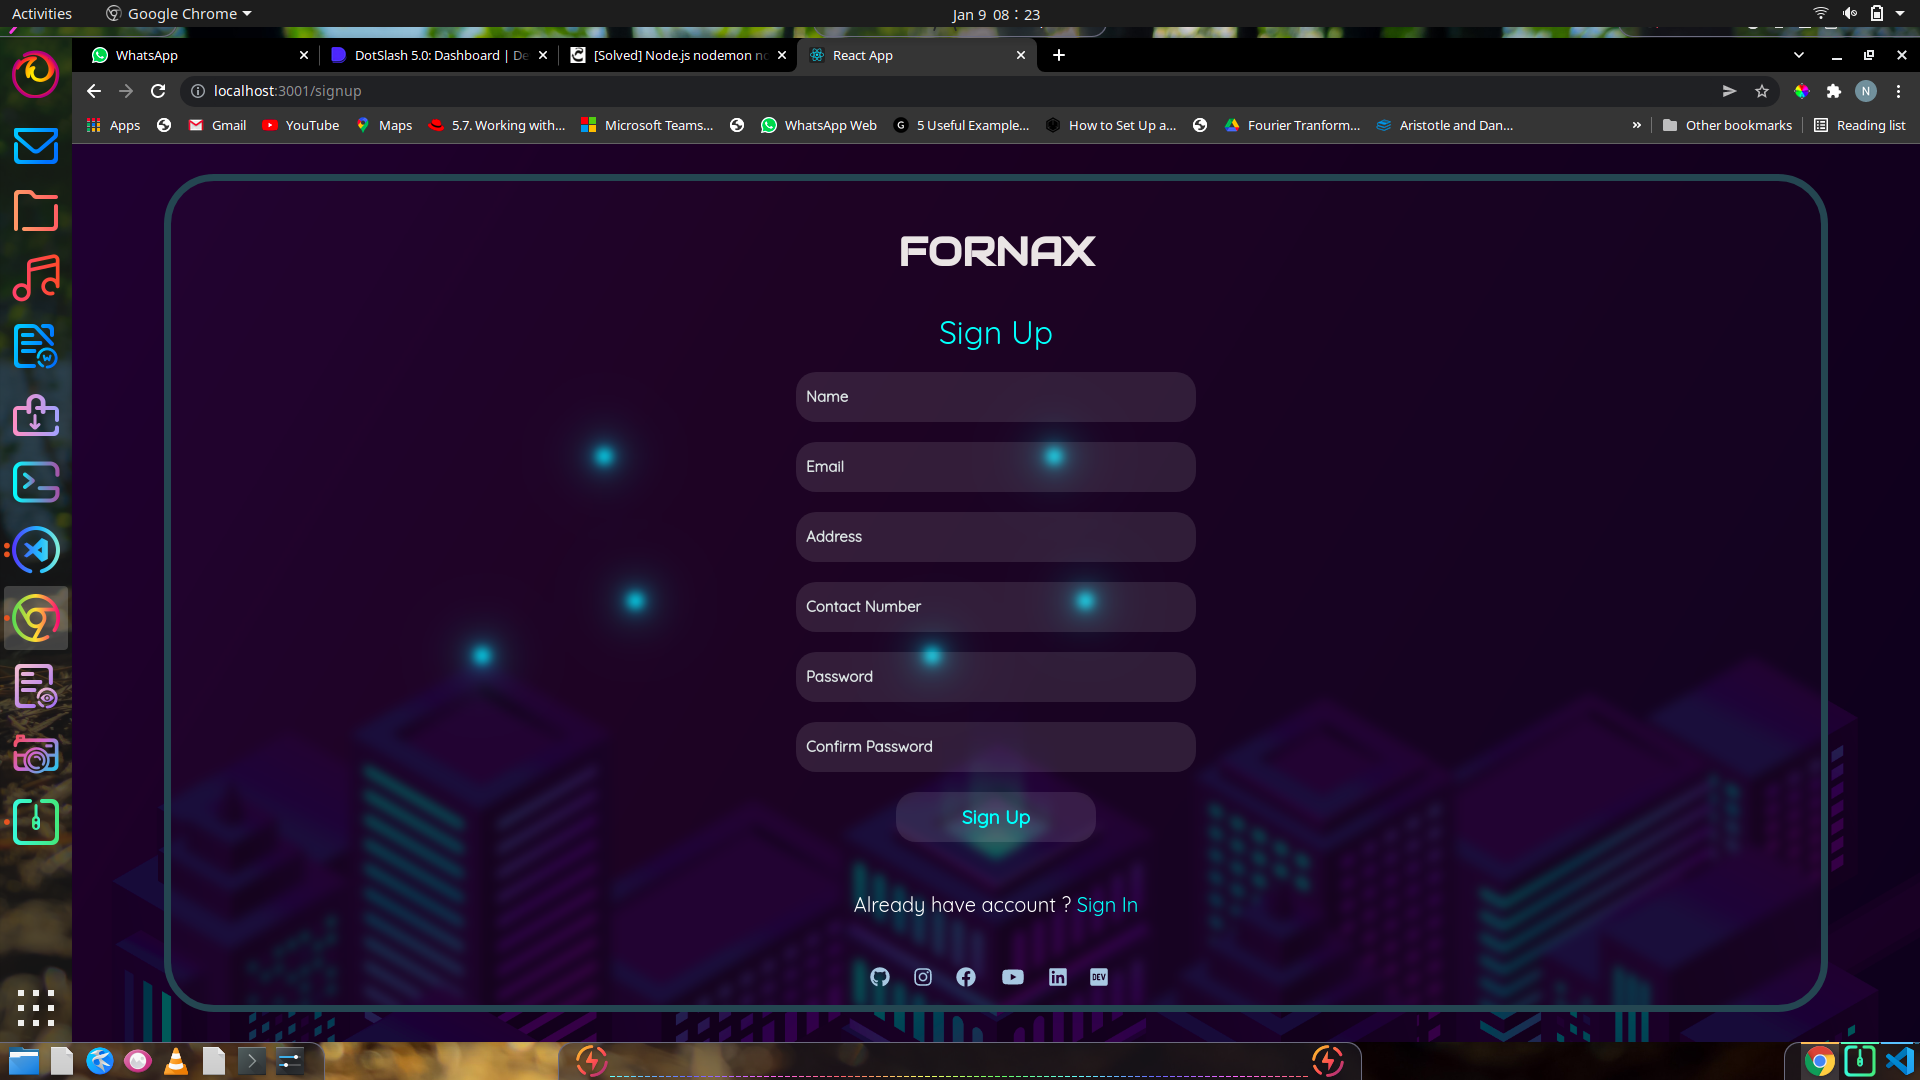 Activities
Google Chrome
Jan 9 08:23
WhatsApp
DotSlash 5.0: Dashboard | De
[Solved] Node.js nodemon no
React App
localhost:3001/signup
N
Apps
Gmail
YouTube
Maps
5.7. Working with...
Microsoft Teams...
WhatsApp Web
G
5 Useful Example...
How to Set Up a...
Fourier Tranform...
Aristotle and Dan...
»
Other bookmarks
Reading list
FORNAX
Sign Up
Name
Email
Address
Contact Number
Password
Confirm Password
Sign Up
Already have account ? Sign In
DEV